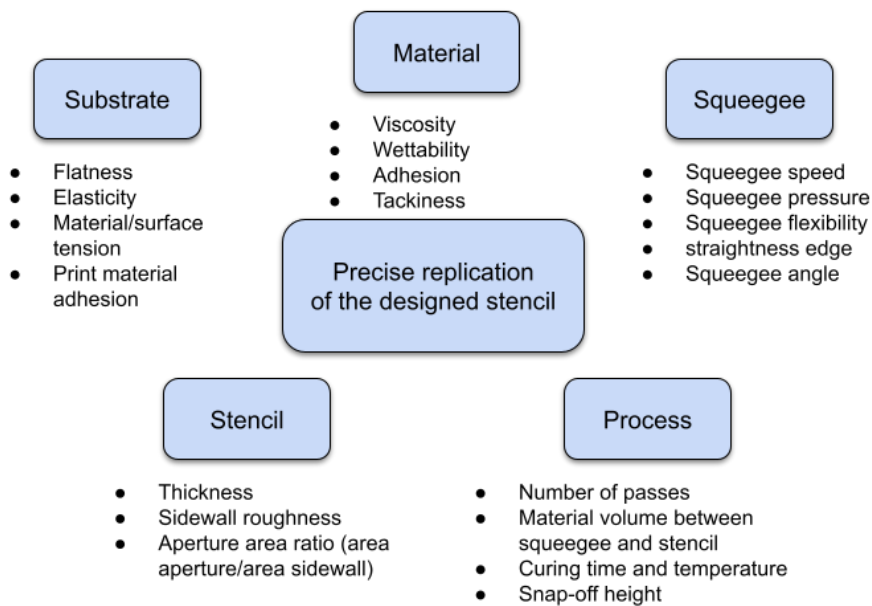 Material
● Viscosity
● Wettability
● Adhesion
● Tackiness
Substrate
● Flatness
● Elasticity
● Material/surface
tension
● Print material
adhesion
Squeegee
● Squeegee speed
● Squeegee pressure
● Squeegee flexibility
● straightness edge
● Squeegee angle
Precise replication
of the designed stencil
Stencil
● Thickness
● Sidewall roughness
● Aperture area ratio (area
aperture/area sidewall)
Process
● Number of passes
● Material volume between
squeegee and stencil
● Curing time and temperature
● Snap-off height